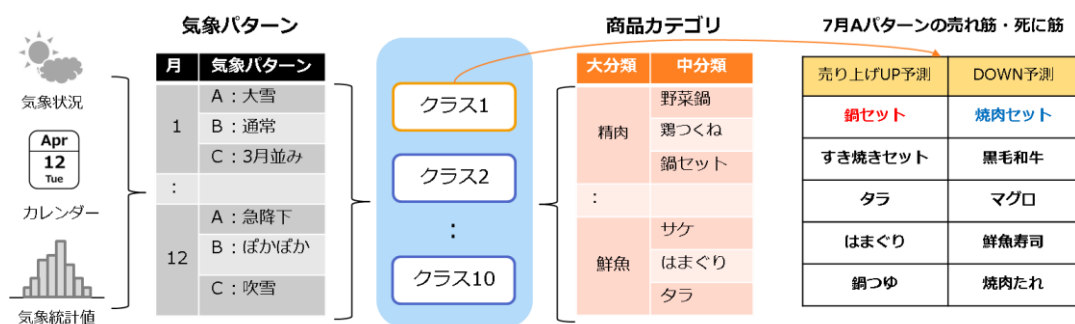 気象パターン
商品カテゴリ
7月Aパターンの売れ筋・死に筋
気象状況
Apr
12
Tue
カレンダー
気象統計値
月 気象パターン
1
A：大雪
B：通常
C：3月並み
：
12
A：急降下
B：ぽかぽか
C：吹雪
クラス1
クラス2
：
クラス10
大分類 中分類
精肉
野菜鍋
鶏つくね
鍋セット
：
鮮魚
サケ
はまぐり
タラ
売り上げUP予測 DOWN予測
鍋セット 焼肉セット
すき焼きセット 黒毛和牛
タラ マグロ
はまぐり 鮮魚寿司
鍋つゆ 焼肉たれ